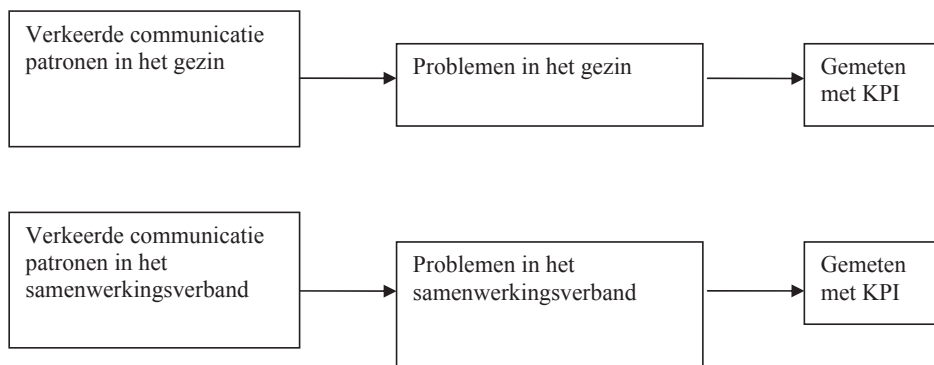 Verkeerde communicatie
patronen in het gezin
Problemen in het gezin
Gemeten
met KPI
Verkeerde communicatie
patronen in het
samenwerkingsverband
Problemen in het
samenwerkingsverband
Gemeten
met KPI